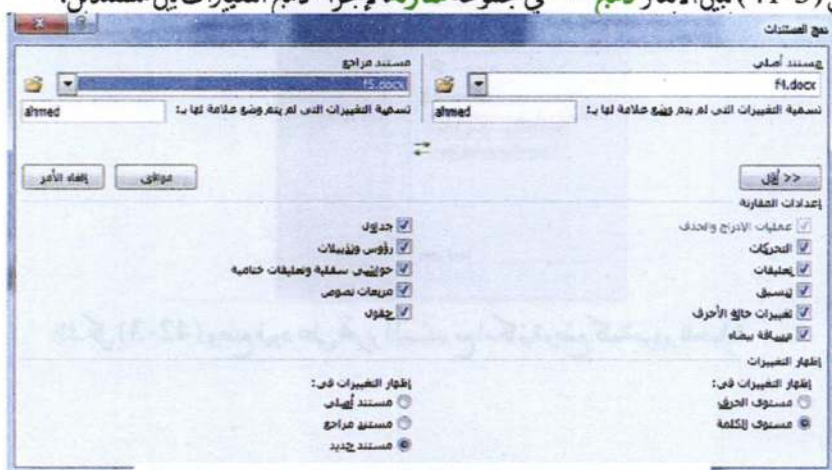 دمج المستندات
مستند أصلي
f4.docx
تسمية التغييرات التي لم يتم وضع علامة لها بـ:
ahmed
مستند مراجع
f5.docx
تسمية التغييرات التي لم يتم وضع علامة لها بـ:
ahmed
<< أقل
موافق
إلغاء الأمر
إعدادات المقارنة
عمليات الإدراج والحذف
التحركات
تعليقات
تنسيق
تغييرات حالة الأحرف
مسافة بيضاء
جداول
رؤوس وتذييلات
حواشي سفلية وتعليقات ختامية
مربعات نصوص
حقول
إظهار التغييرات
إظهار التغييرات في:
مستوى الحرف
مستوى الكلمة
إظهار التغييرات في:
مستند أصلي
مستند مراجع
مستند جديد